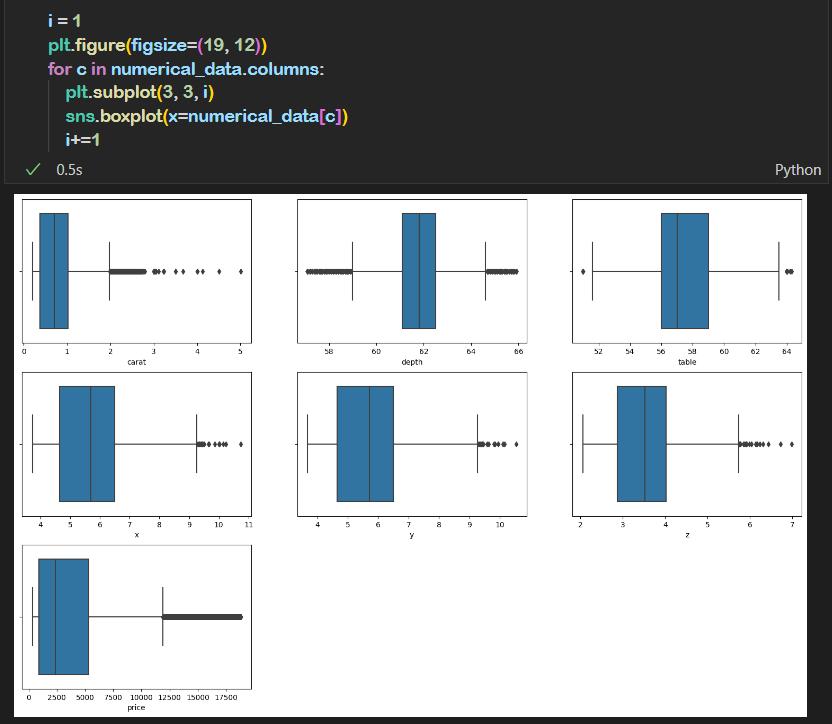 i = 1
plt.figure(figsize=(19, 12))
for c in numerical_data.columns:
plt.subplot(3, 3, i)
sns.boxplot(x=numerical_data[c])
i+=1
0.5s Python
0 1 2 3 4 5
carat
58 60 62 64 66
depth
52 54 56 58 60 62 64
table
4 5 6 7 8 9 10 11
x
4 5 6 7 8 9 10
y
2 3 4 5 6 7
z
0 2500 5000 7500 10000 12500 15000 17500
price